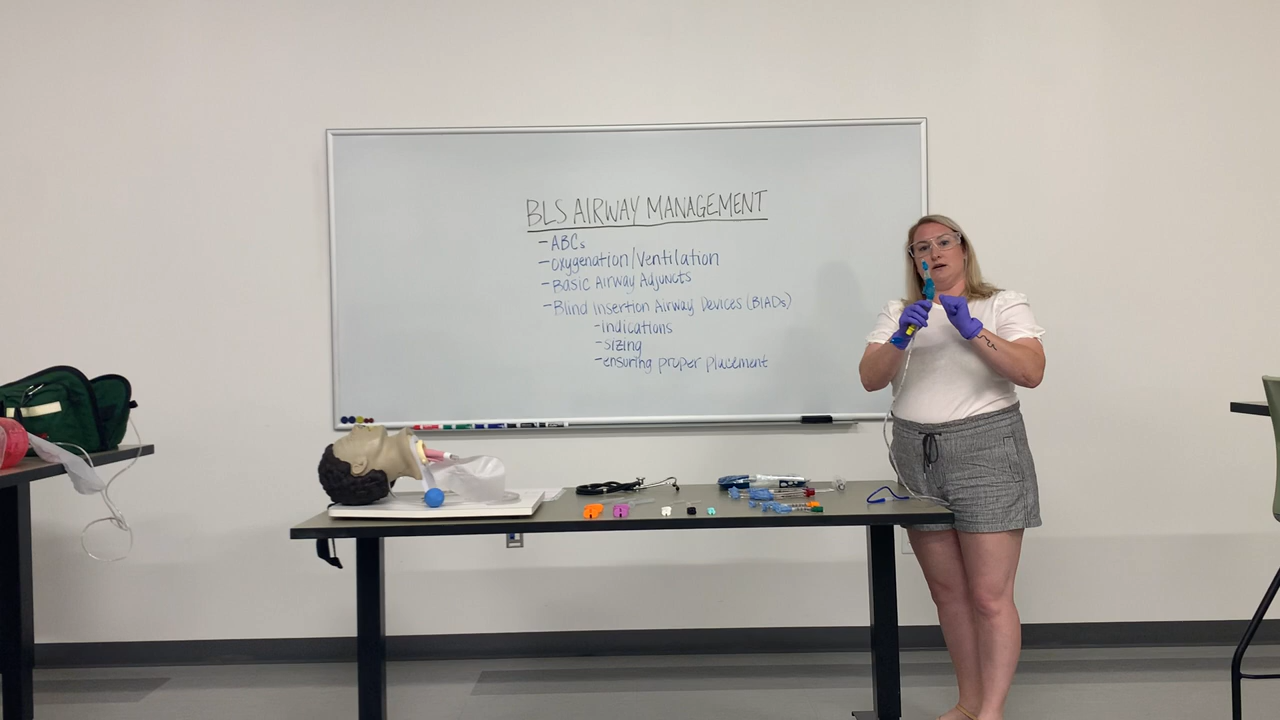 BLS AIRWAY MANAGEMENT
- ABCs
- Oxygenation/Ventilation
- Basic Airway Adjuncts
- Blind Insertion Airway Devices (BIADs)
- indications
- sizing
- ensuring proper placement